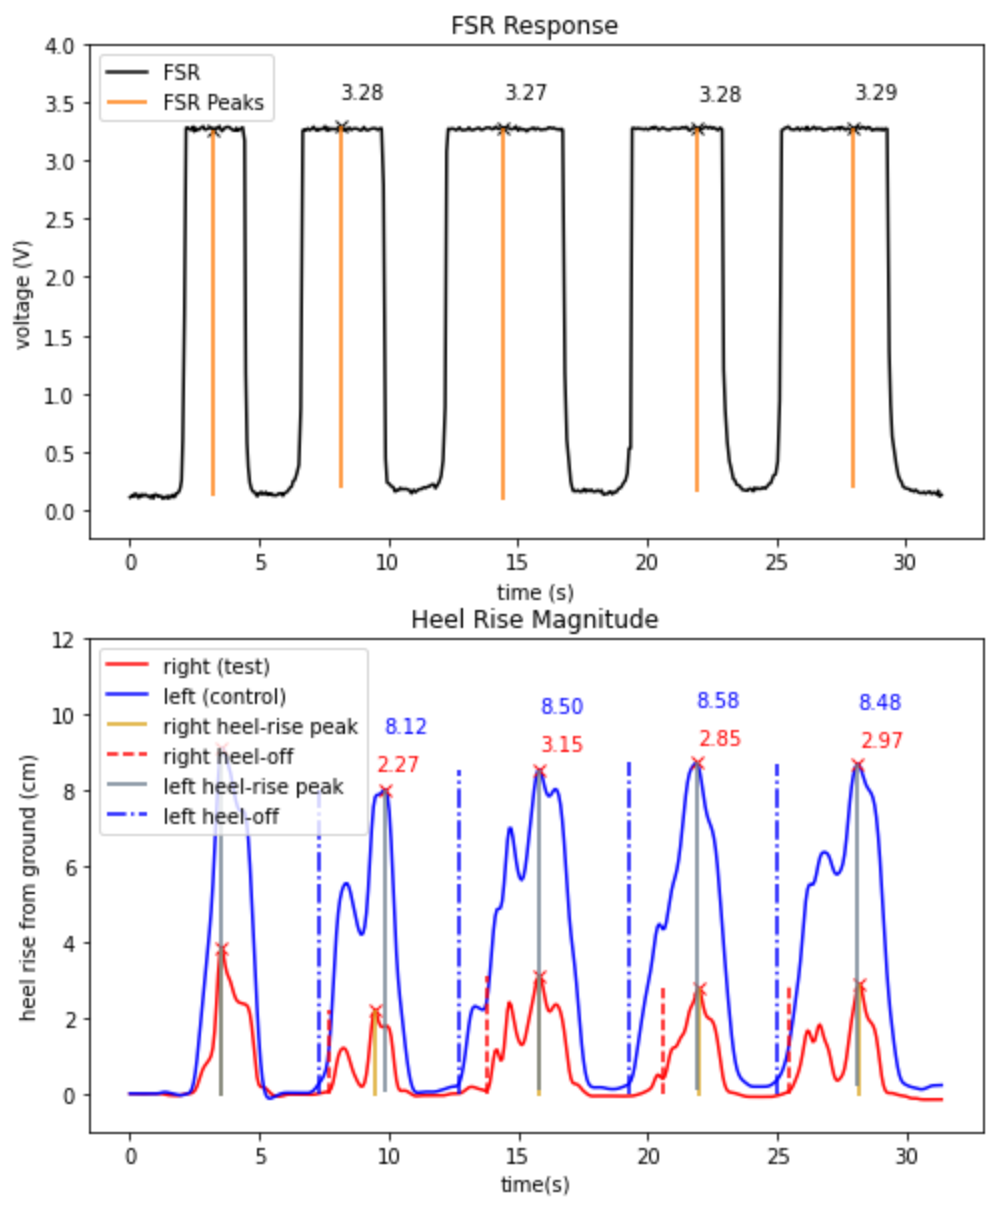 FSR Response
4.0
3.5
3.0
2.5
2.0
1.5
1.0
0.5
0.0
voltage (V)
FSR
FSR Peaks
3.28
3.27
3.28
3.29
0 5 10 15 20 25 30
time (s)
Heel Rise Magnitude
12
10
8
6
4
2
0
heel rise from ground (cm)
right (test)
left (control)
right heel-rise peak
right heel-off
left heel-rise peak
left heel-off
8.12
2.27
8.50
3.15
8.58
2.85
8.48
2.97
0 5 10 15 20 25 30
time(s)